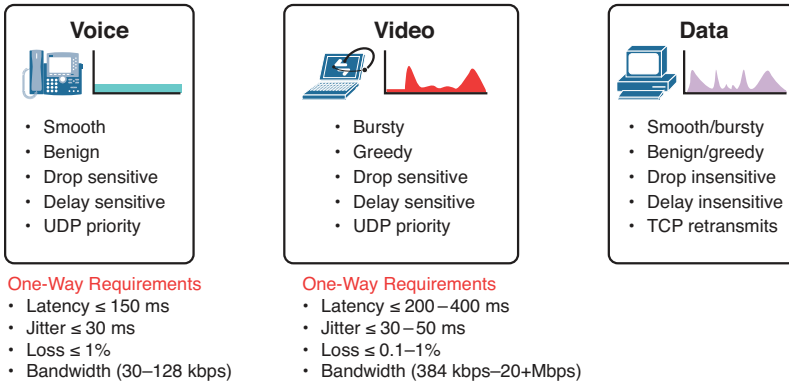 Voice
• Smooth
• Benign
• Drop sensitive
• Delay sensitive
• UDP priority
One-Way Requirements
• Latency ≤ 150 ms
• Jitter ≤ 30 ms
• Loss ≤ 1%
• Bandwidth (30–128 kbps)
Video
• Bursty
• Greedy
• Drop sensitive
• Delay sensitive
• UDP priority
One-Way Requirements
• Latency ≤ 200–400 ms
• Jitter ≤ 30–50 ms
• Loss ≤ 0.1–1%
• Bandwidth (384 kbps–20+Mbps)
Data
• Smooth/bursty
• Benign/greedy
• Drop insensitive
• Delay insensitive
• TCP retransmits